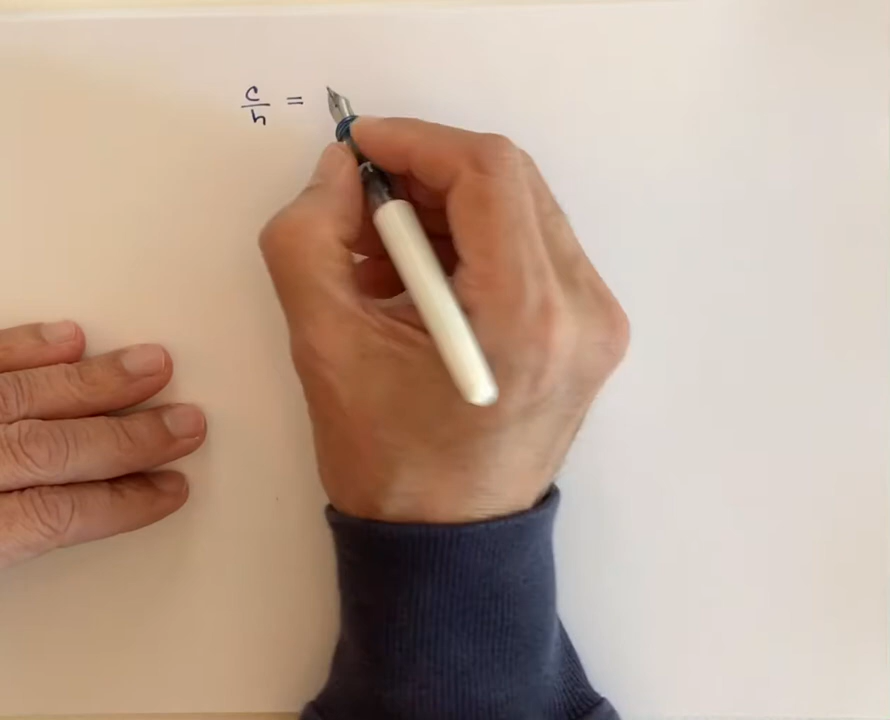 c/h =